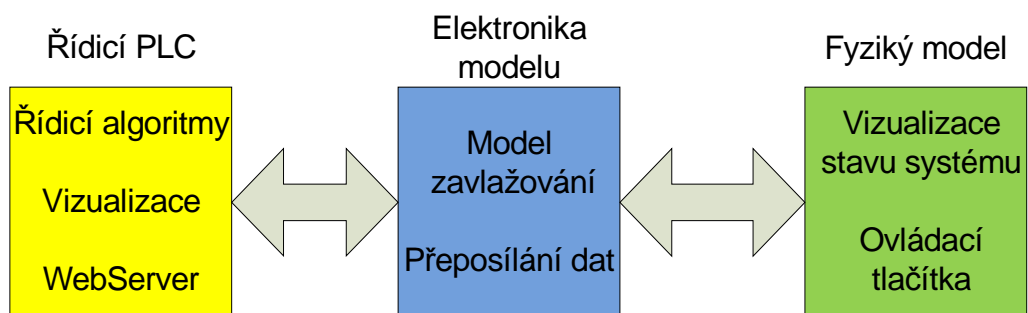 Řídicí PLC
Řídicí algoritmy
Vizualizace
WebServer
Elektronika
modelu
Model
zavlažování
Přeposílání dat
Fyziký model
Vizualizace
stavu systému
Ovládací
tlačítka